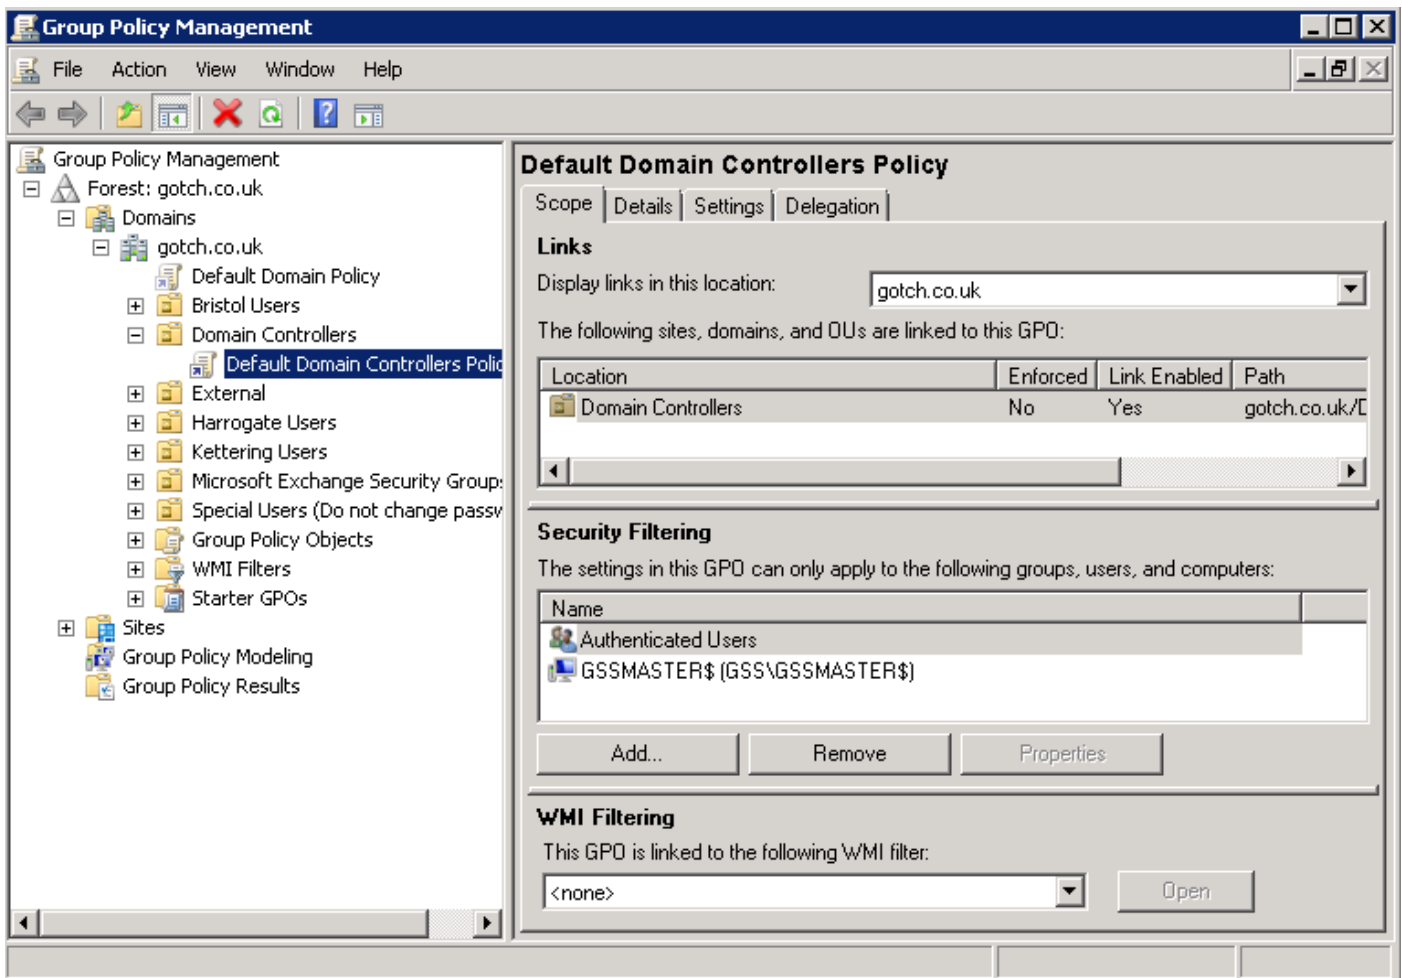 Group Policy Management
File Action View Window Help
Group Policy Management
Forest: gotch.co.uk
Domains
gotch.co.uk
Default Domain Policy
Bristol Users
Domain Controllers
Default Domain Controllers Polic
External
Harrogate Users
Kettering Users
Microsoft Exchange Security Group
Special Users (Do not change passw
Group Policy Objects
WMI Filters
Starter GPOs
Sites
Group Policy Modeling
Group Policy Results
Default Domain Controllers Policy
Scope Details Settings Delegation
Links
Display links in this location: gotch.co.uk
The following sites, domains, and OUs are linked to this GPO:
Location Enforced Link Enabled Path
Domain Controllers No Yes gotch.co.uk/D
Security Filtering
The settings in this GPO can only apply to the following groups, users, and computers:
Name
Authenticated Users
GSSMASTER$ (GSS\GSSMASTER$)
Add... Remove Properties
WMI Filtering
This GPO is linked to the following WMI filter:
<none> Open